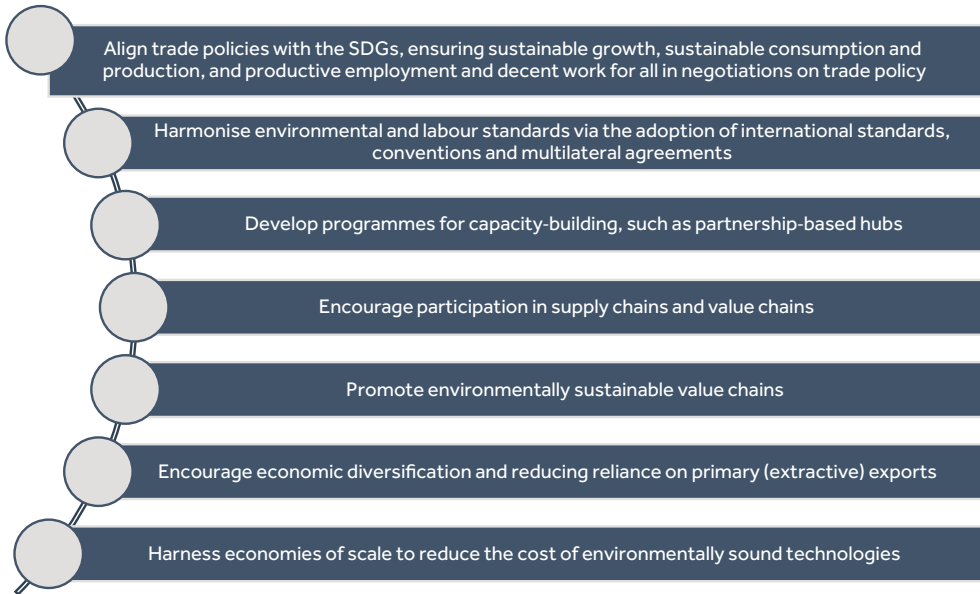 Align trade policies with the SDGs, ensuring sustainable growth, sustainable consumption and
production, and productive employment and decent work for all in negotiations on trade policy
Harmonise environmental and labour standards via the adoption of international standards,
conventions and multilateral agreements
Develop programmes for capacity-building, such as partnership-based hubs
Encourage participation in supply chains and value chains
Promote environmentally sustainable value chains
Encourage economic diversification and reducing reliance on primary (extractive) exports
Harness economies of scale to reduce the cost of environmentally sound technologies